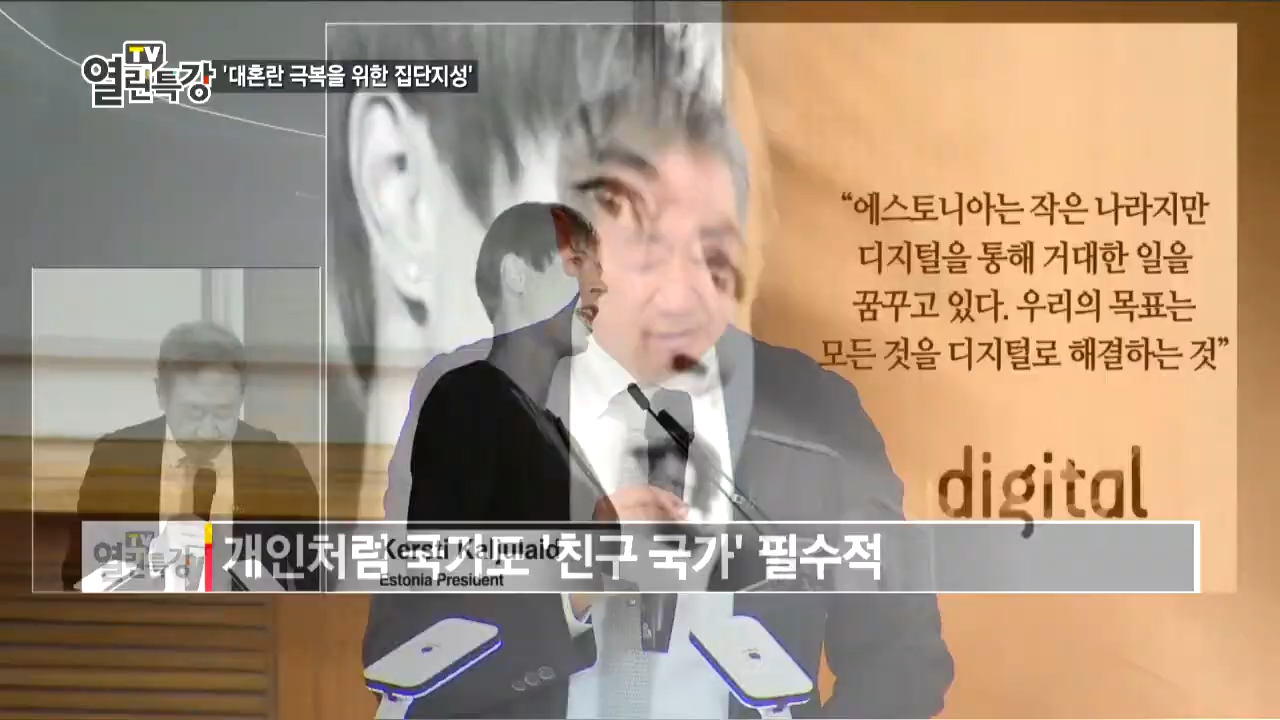 TV
열린특강 '대혼란 극복을 위한 집단지성'
“에스토니아는 작은 나라지만
디지털을 통해 거대한 일을
꿈꾸고 있다. 우리의 목표는
모든 것을 디지털로 해결하는 것”
digital
TV
열린특강
개인처럼 국가도 '친구 국가' 필수적
Kersti Kaljulaid
Estonia President